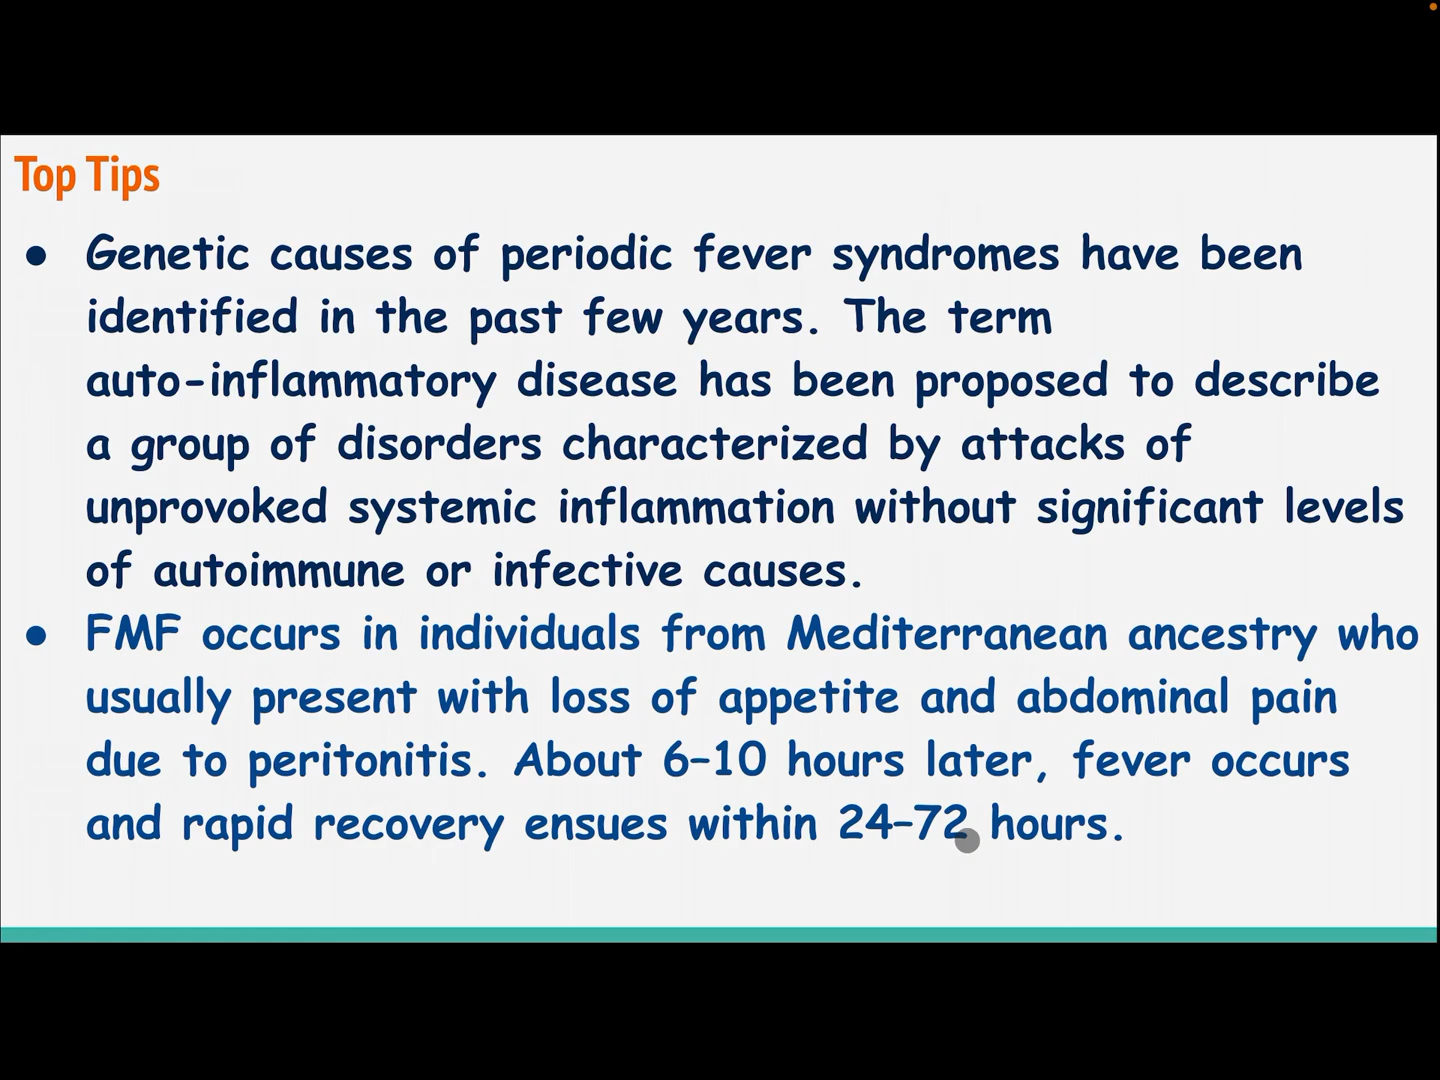 Top Tips
● Genetic causes of periodic fever syndromes have been
identified in the past few years. The term
auto-inflammatory disease has been proposed to describe
a group of disorders characterized by attacks of
unprovoked systemic inflammation without significant levels
of autoimmune or infective causes.
● FMF occurs in individuals from Mediterranean ancestry who
usually present with loss of appetite and abdominal pain
due to peritonitis. About 6–10 hours later, fever occurs
and rapid recovery ensues within 24–72 hours.